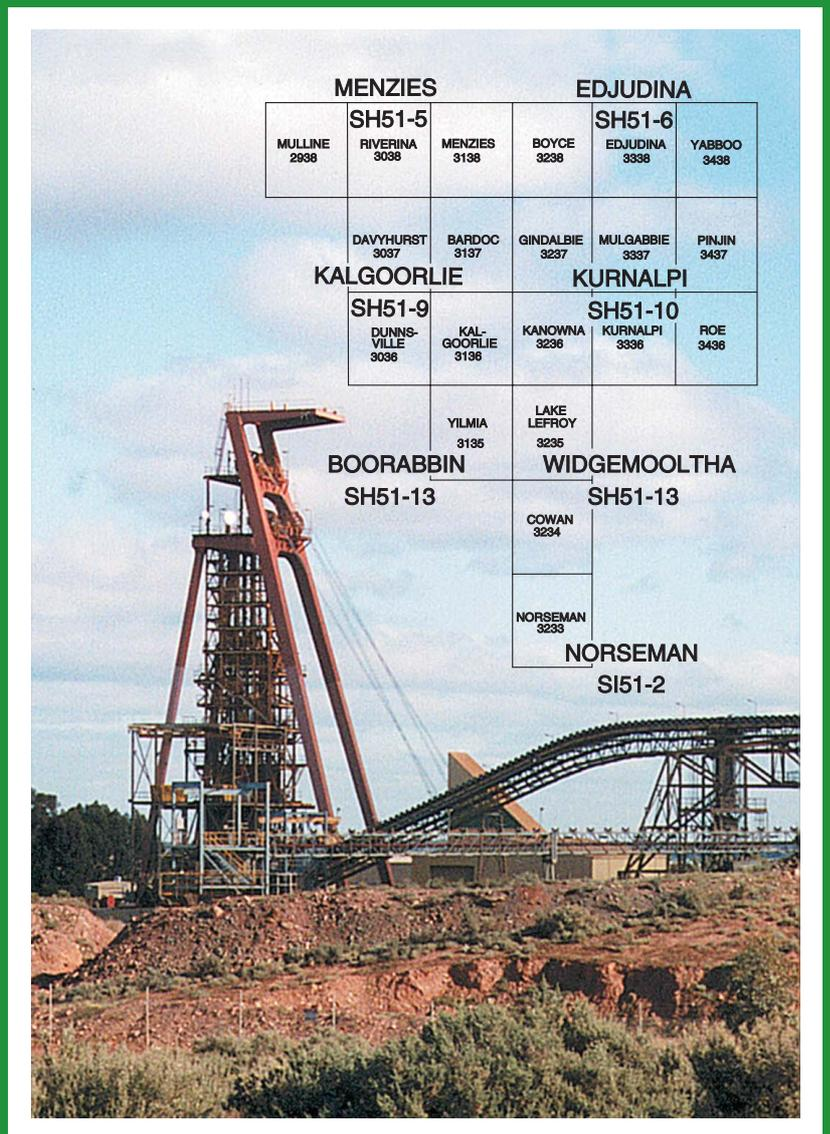 MENZIES EDJUDINA
SH51-5 SH51-6
MULLINE RIVERINA MENZIES BOYCE EDJUDINA YABBOO
2938 3038 3138 3238 3338 3438
DAVYHURST BARDOC GINDALBIE MULGABBIE PINJIN
3037 3137 3237 3337 3437
KALGOORLIE KURNALPI
SH51-9 SH51-10
DUNNS- KAL- KANOWNA KURNALPI ROE
VILLE GOORLIE 3236 3336 3436
3036 3136
YILMIA LAKE
LEFROY
3135 3235
BOORABBIN WIDGEMOOLTHA
SH51-13 SH51-13
COWAN
3234
NORSEMAN
3233
NORSEMAN
SI51-2